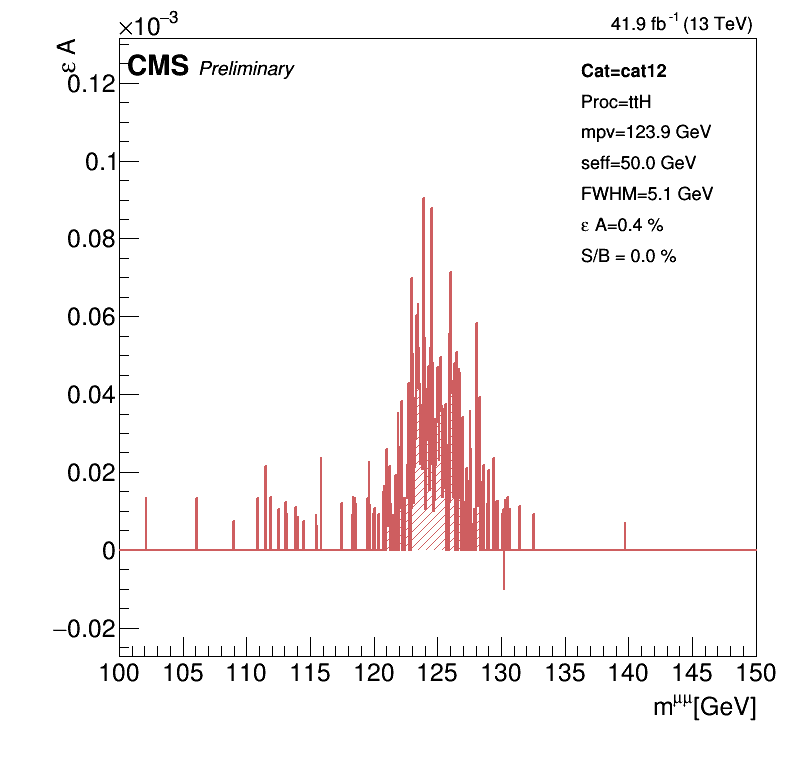 ×10⁻³
41.9 fb⁻¹ (13 TeV)
ε A
CMS Preliminary
Cat=cat12
Proc=ttH
mpv=123.9 GeV
seff=50.0 GeV
FWHM=5.1 GeV
ε A=0.4 %
S/B = 0.0 %
0.12
0.1
0.08
0.06
0.04
0.02
0
−0.02
100 105 110 115 120 125 130 135 140 145 150
m^μμ[GeV]